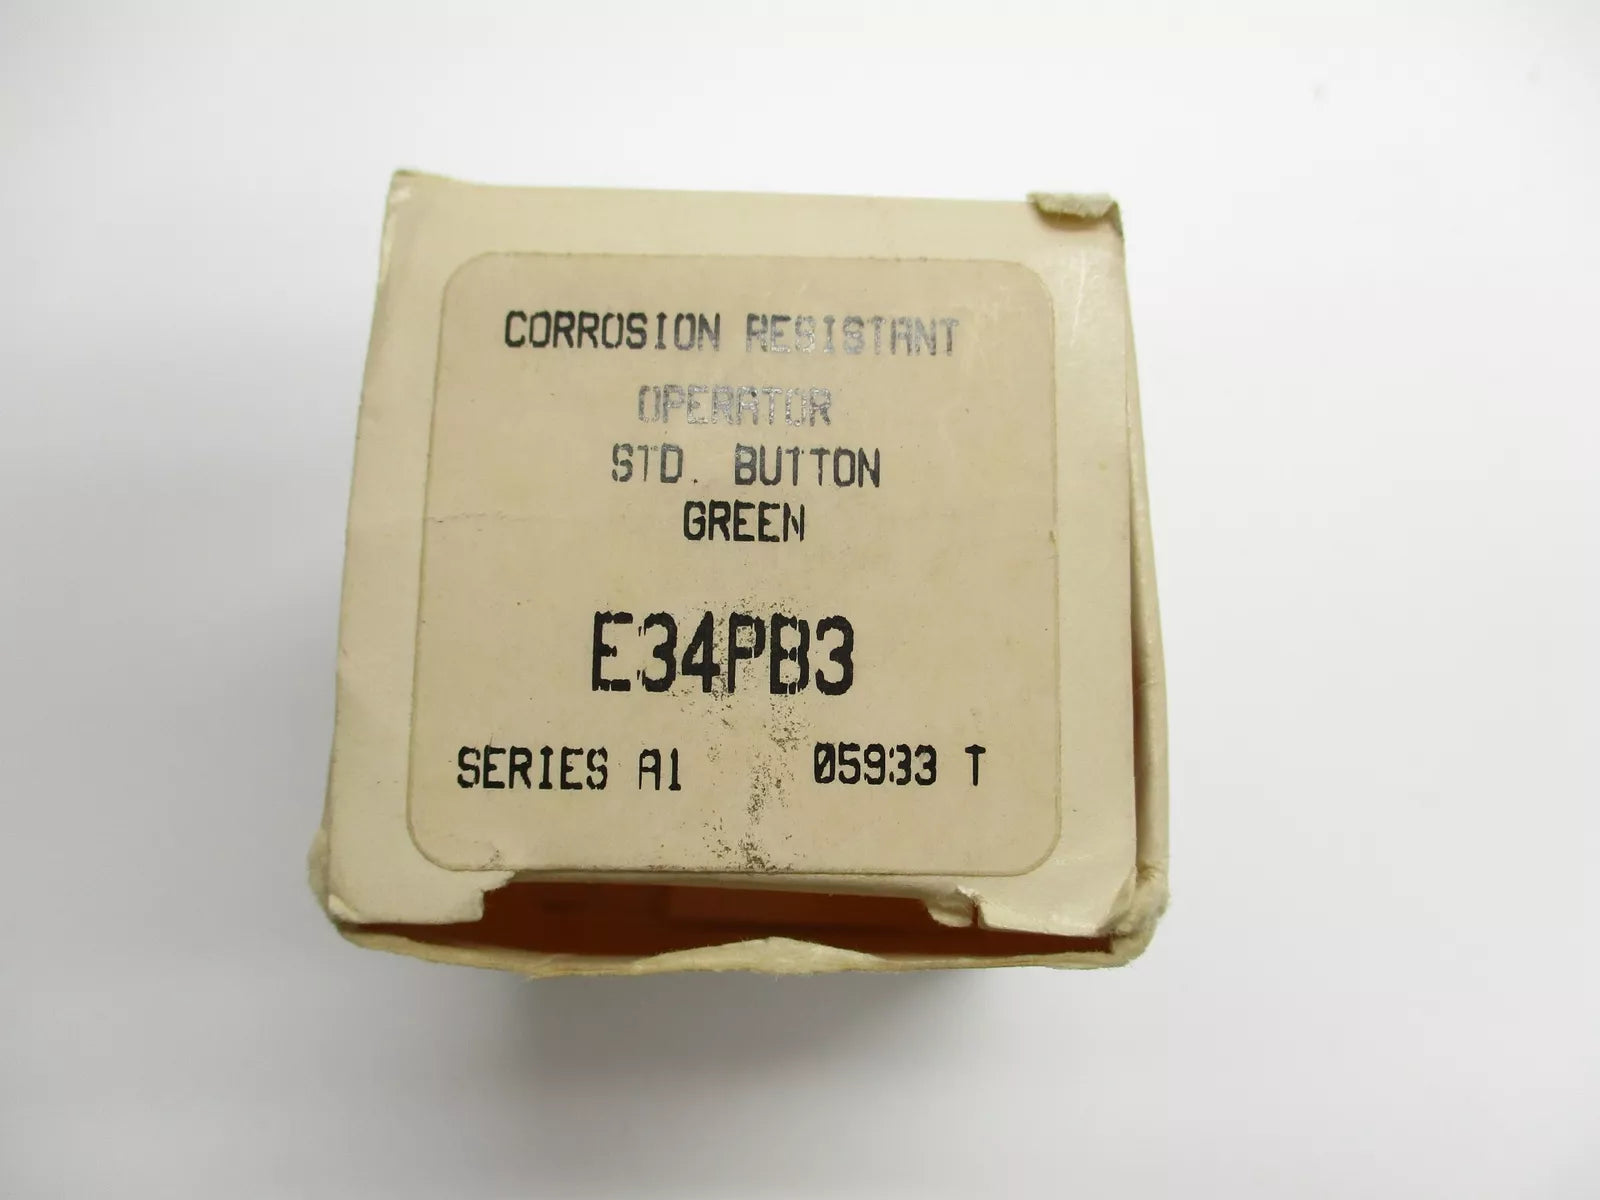 CORROSION RESISTANT
OPERATOR
STD. BUTTON
GREEN
E34PB3
SERIES A1 05933 T